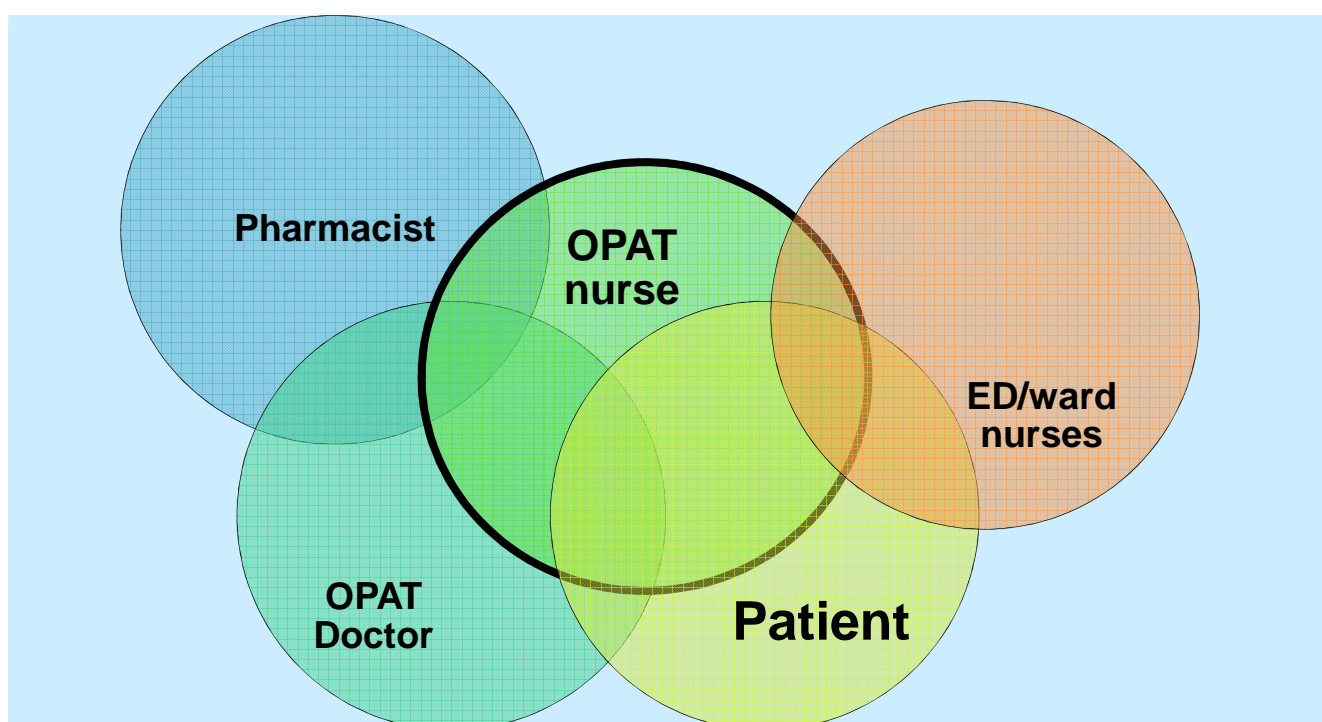 Pharmacist
OPAT
nurse
ED/ward
nurses
OPAT
Doctor
Patient